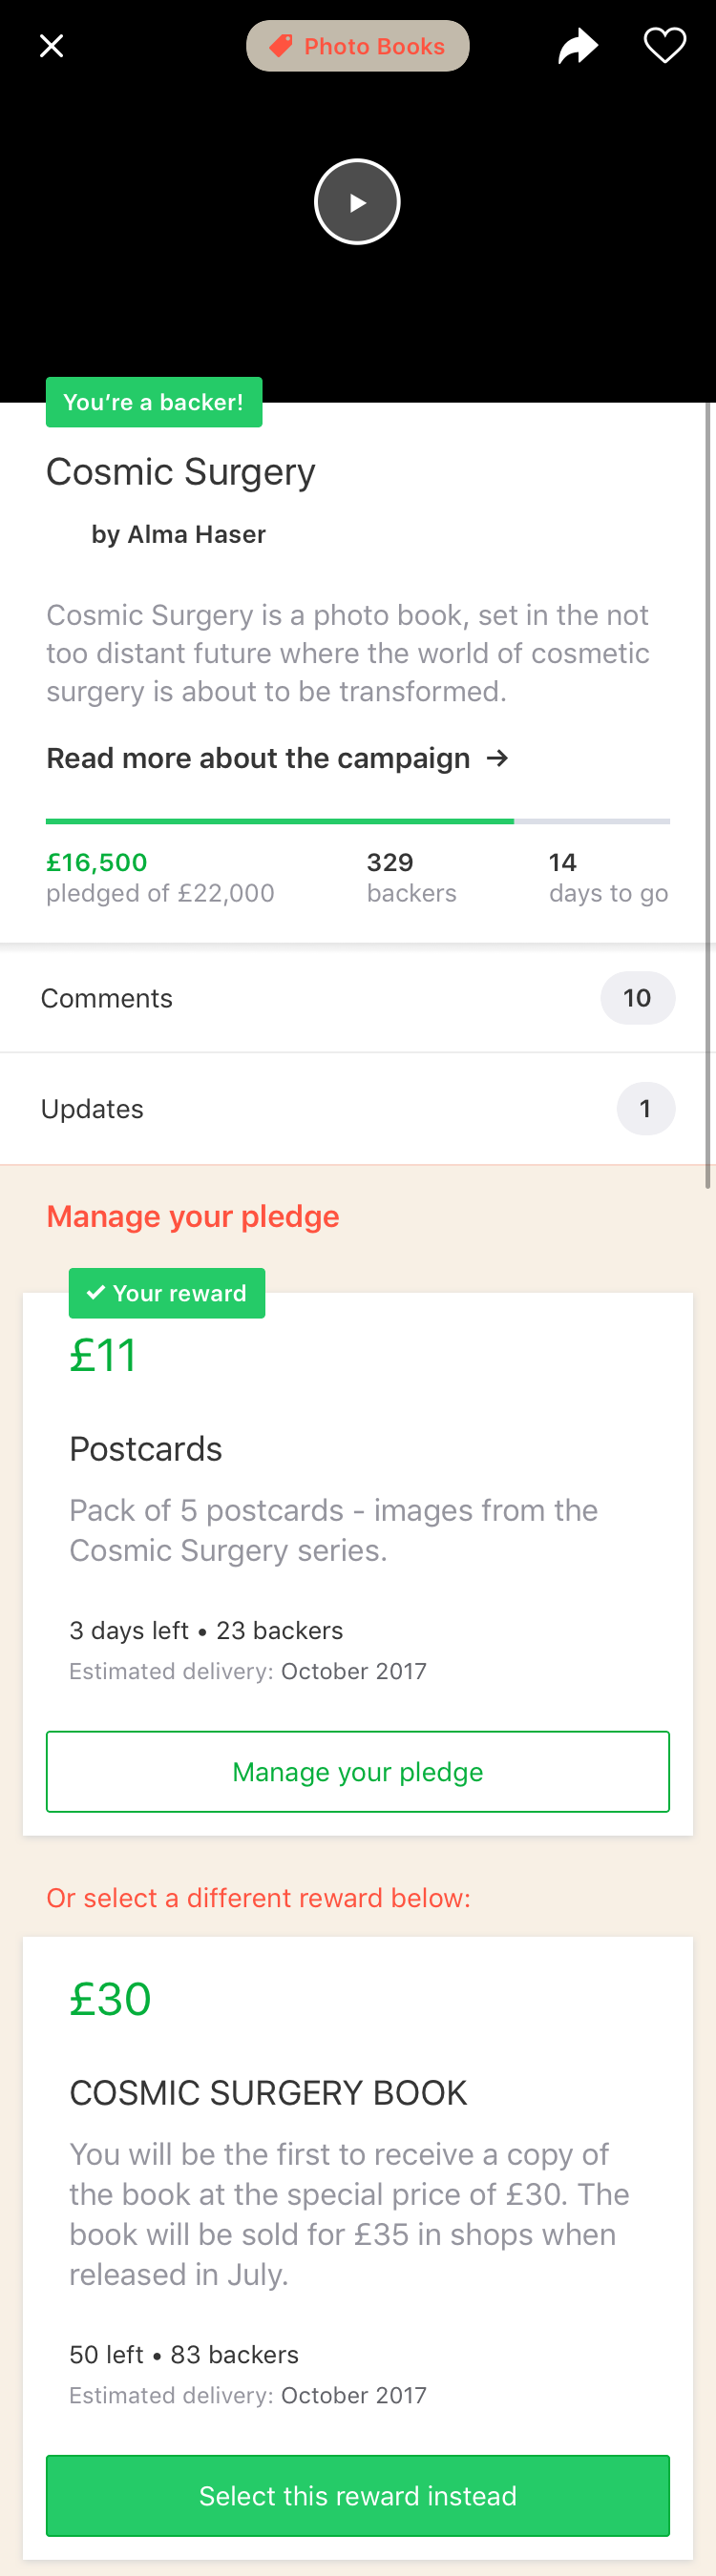 Photo Books
You’re a backer!
Cosmic Surgery
by Alma Haser
Cosmic Surgery is a photo book, set in the not
too distant future where the world of cosmetic
surgery is about to be transformed.
Read more about the campaign →
£16,500
pledged of £22,000
329
backers
14
days to go
Comments
10
Updates
1
Manage your pledge
✓ Your reward
£11
Postcards
Pack of 5 postcards - images from the
Cosmic Surgery series.
3 days left • 23 backers
Estimated delivery: October 2017
Manage your pledge
Or select a different reward below:
£30
COSMIC SURGERY BOOK
You will be the first to receive a copy of
the book at the special price of £30. The
book will be sold for £35 in shops when
released in July.
50 left • 83 backers
Estimated delivery: October 2017
Select this reward instead